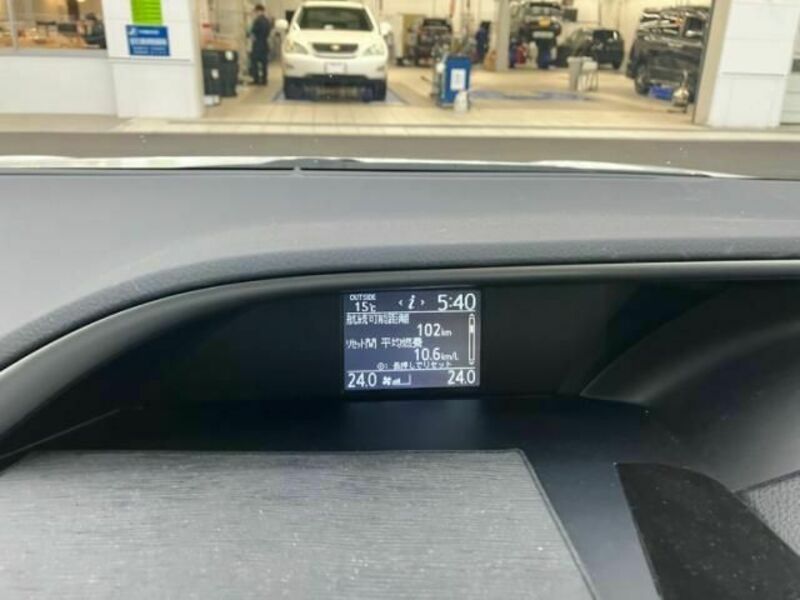 OUTSIDE
15℃ < i > 5:40
航続可能距離
102km
リセット間 平均燃費
10.6km/L
: 長押しでリセット
24.0 24.0